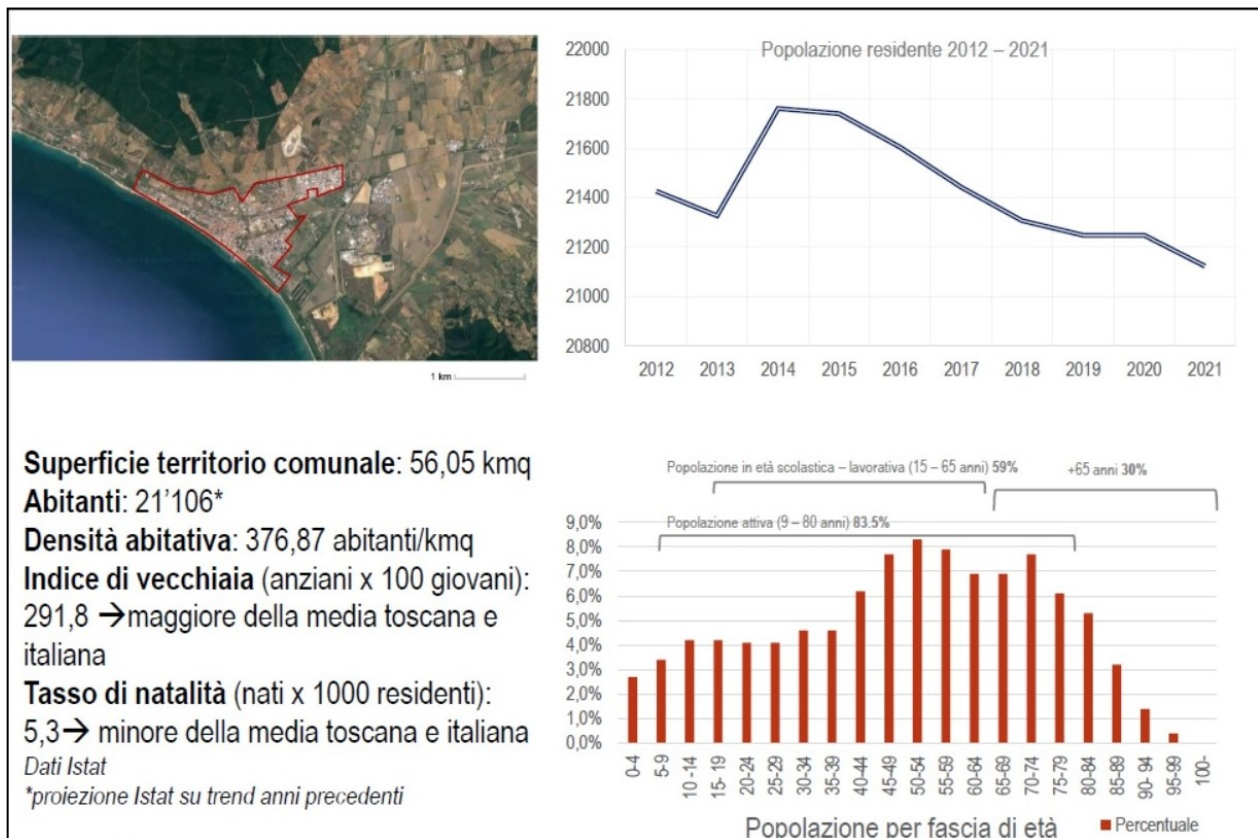 1 km
Popolazione residente 2012 – 2021
22000
21800
21600
21400
21200
21000
20800
2012 2013 2014 2015 2016 2017 2018 2019 2020 2021
Superficie territorio comunale: 56,05 kmq
Abitanti: 21'106*
Densità abitativa: 376,87 abitanti/kmq
Indice di vecchiaia (anziani x 100 giovani):
291,8 →maggiore della media toscana e
italiana
Tasso di natalità (nati x 1000 residenti):
5,3→ minore della media toscana e italiana
Dati Istat
*proiezione Istat su trend anni precedenti
Popolazione in età scolastica – lavorativa (15 – 65 anni) 59%
+65 anni 30%
Popolazione attiva (9 – 80 anni) 83.5%
9,0%
8,0%
7,0%
6,0%
5,0%
4,0%
3,0%
2,0%
1,0%
0,0%
0-4 5-9 10 -14 15- 19 20-24 25-29 30-34 35-39 40-44 45-49 50-54 55-59 60-64 65-69 70-74 75-79 80-84 85-89 90- 94 95-99 100-
Popolazione per fascia di età
Percentuale